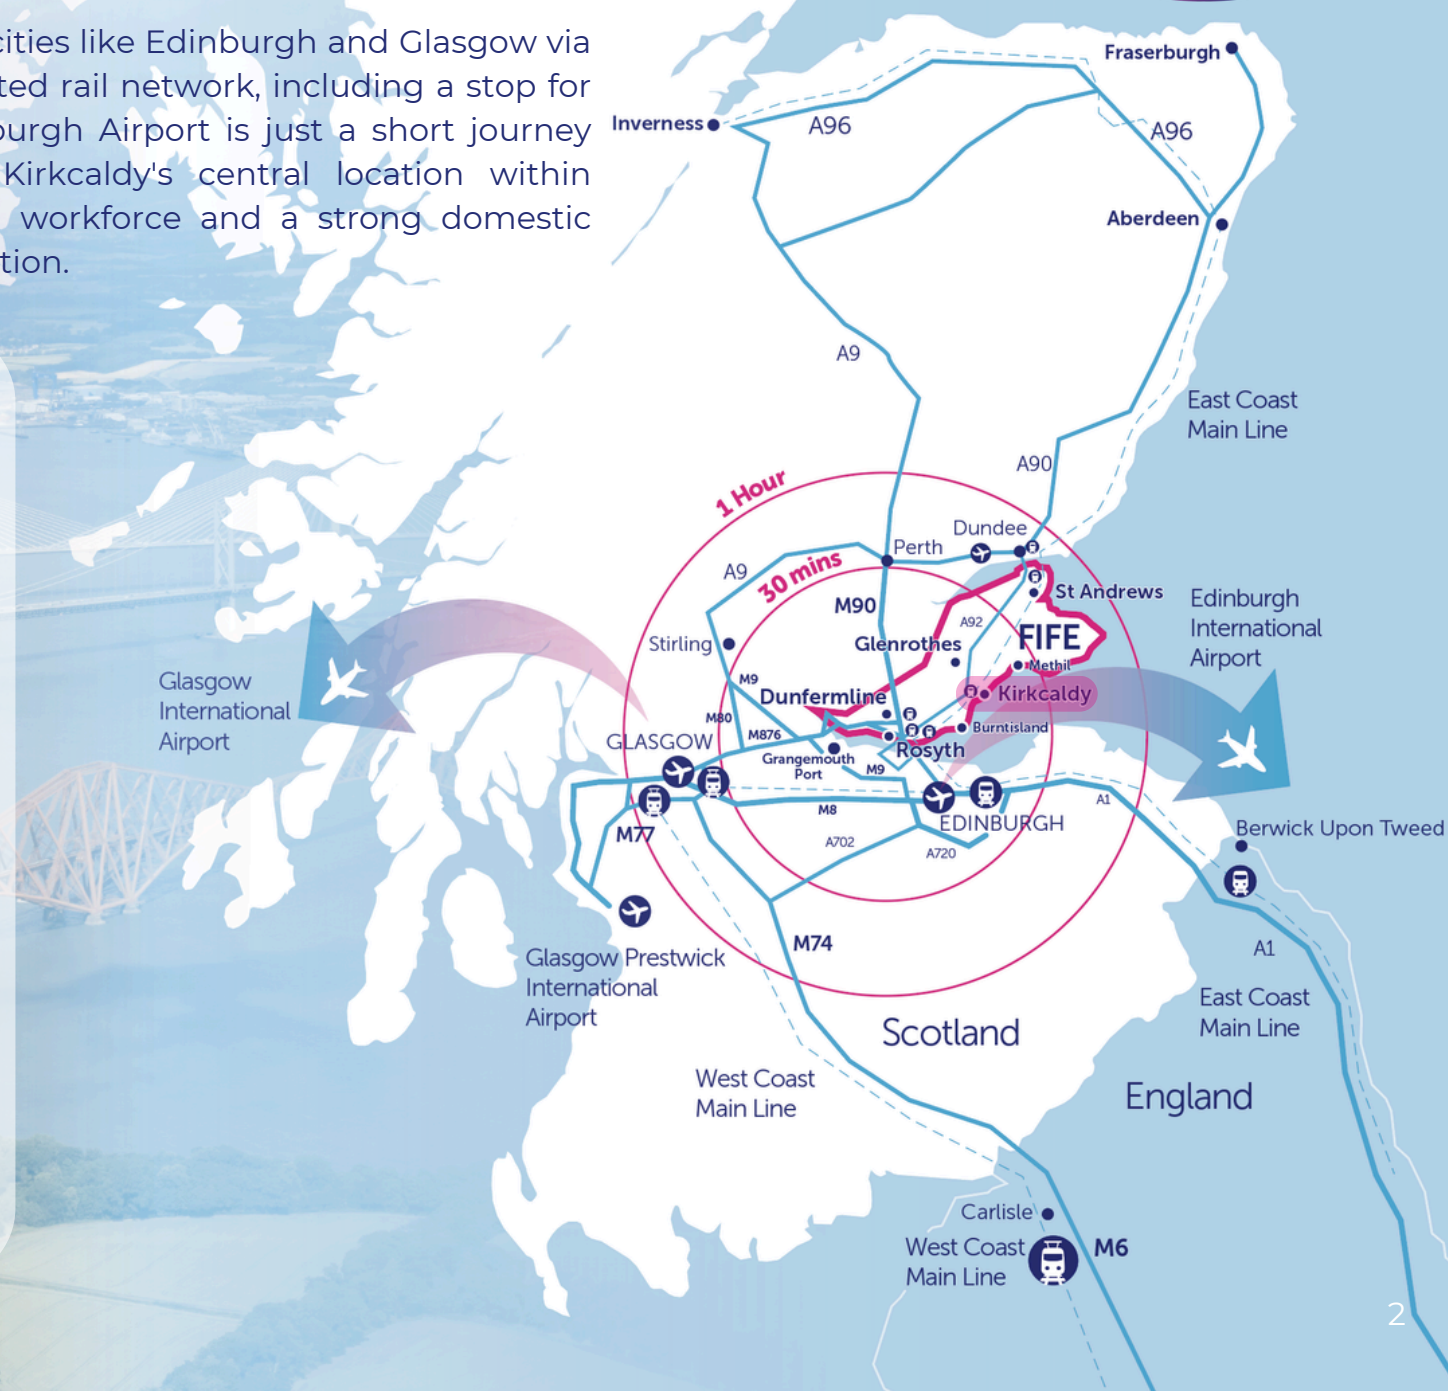 cities like Edinburgh and Glasgow via
ted rail network, including a stop for
burgh Airport is just a short journey
Kirkcaldy's central location within
workforce and a strong domestic
tion.
Fraserburgh
Inverness
A96
A96
Aberdeen
A9
East Coast
Main Line
A90
1 Hour
Dundee
Perth
30 mins
A9
M90
St Andrews
A92
Edinburgh
International
Airport
FIFE
Stirling
Glenrothes
Methil
M9
Glasgow
International
Airport
Dunfermline
Kirkcaldy
M80
M876
Burntisland
GLASGOW
Rosyth
Grangemouth
Port
M9
M8
A1
EDINBURGH
Berwick Upon Tweed
M77
A702
A720
M74
A1
Glasgow Prestwick
International
Airport
East Coast
Main Line
Scotland
West Coast
Main Line
England
Carlisle
West Coast
Main Line
M6
2